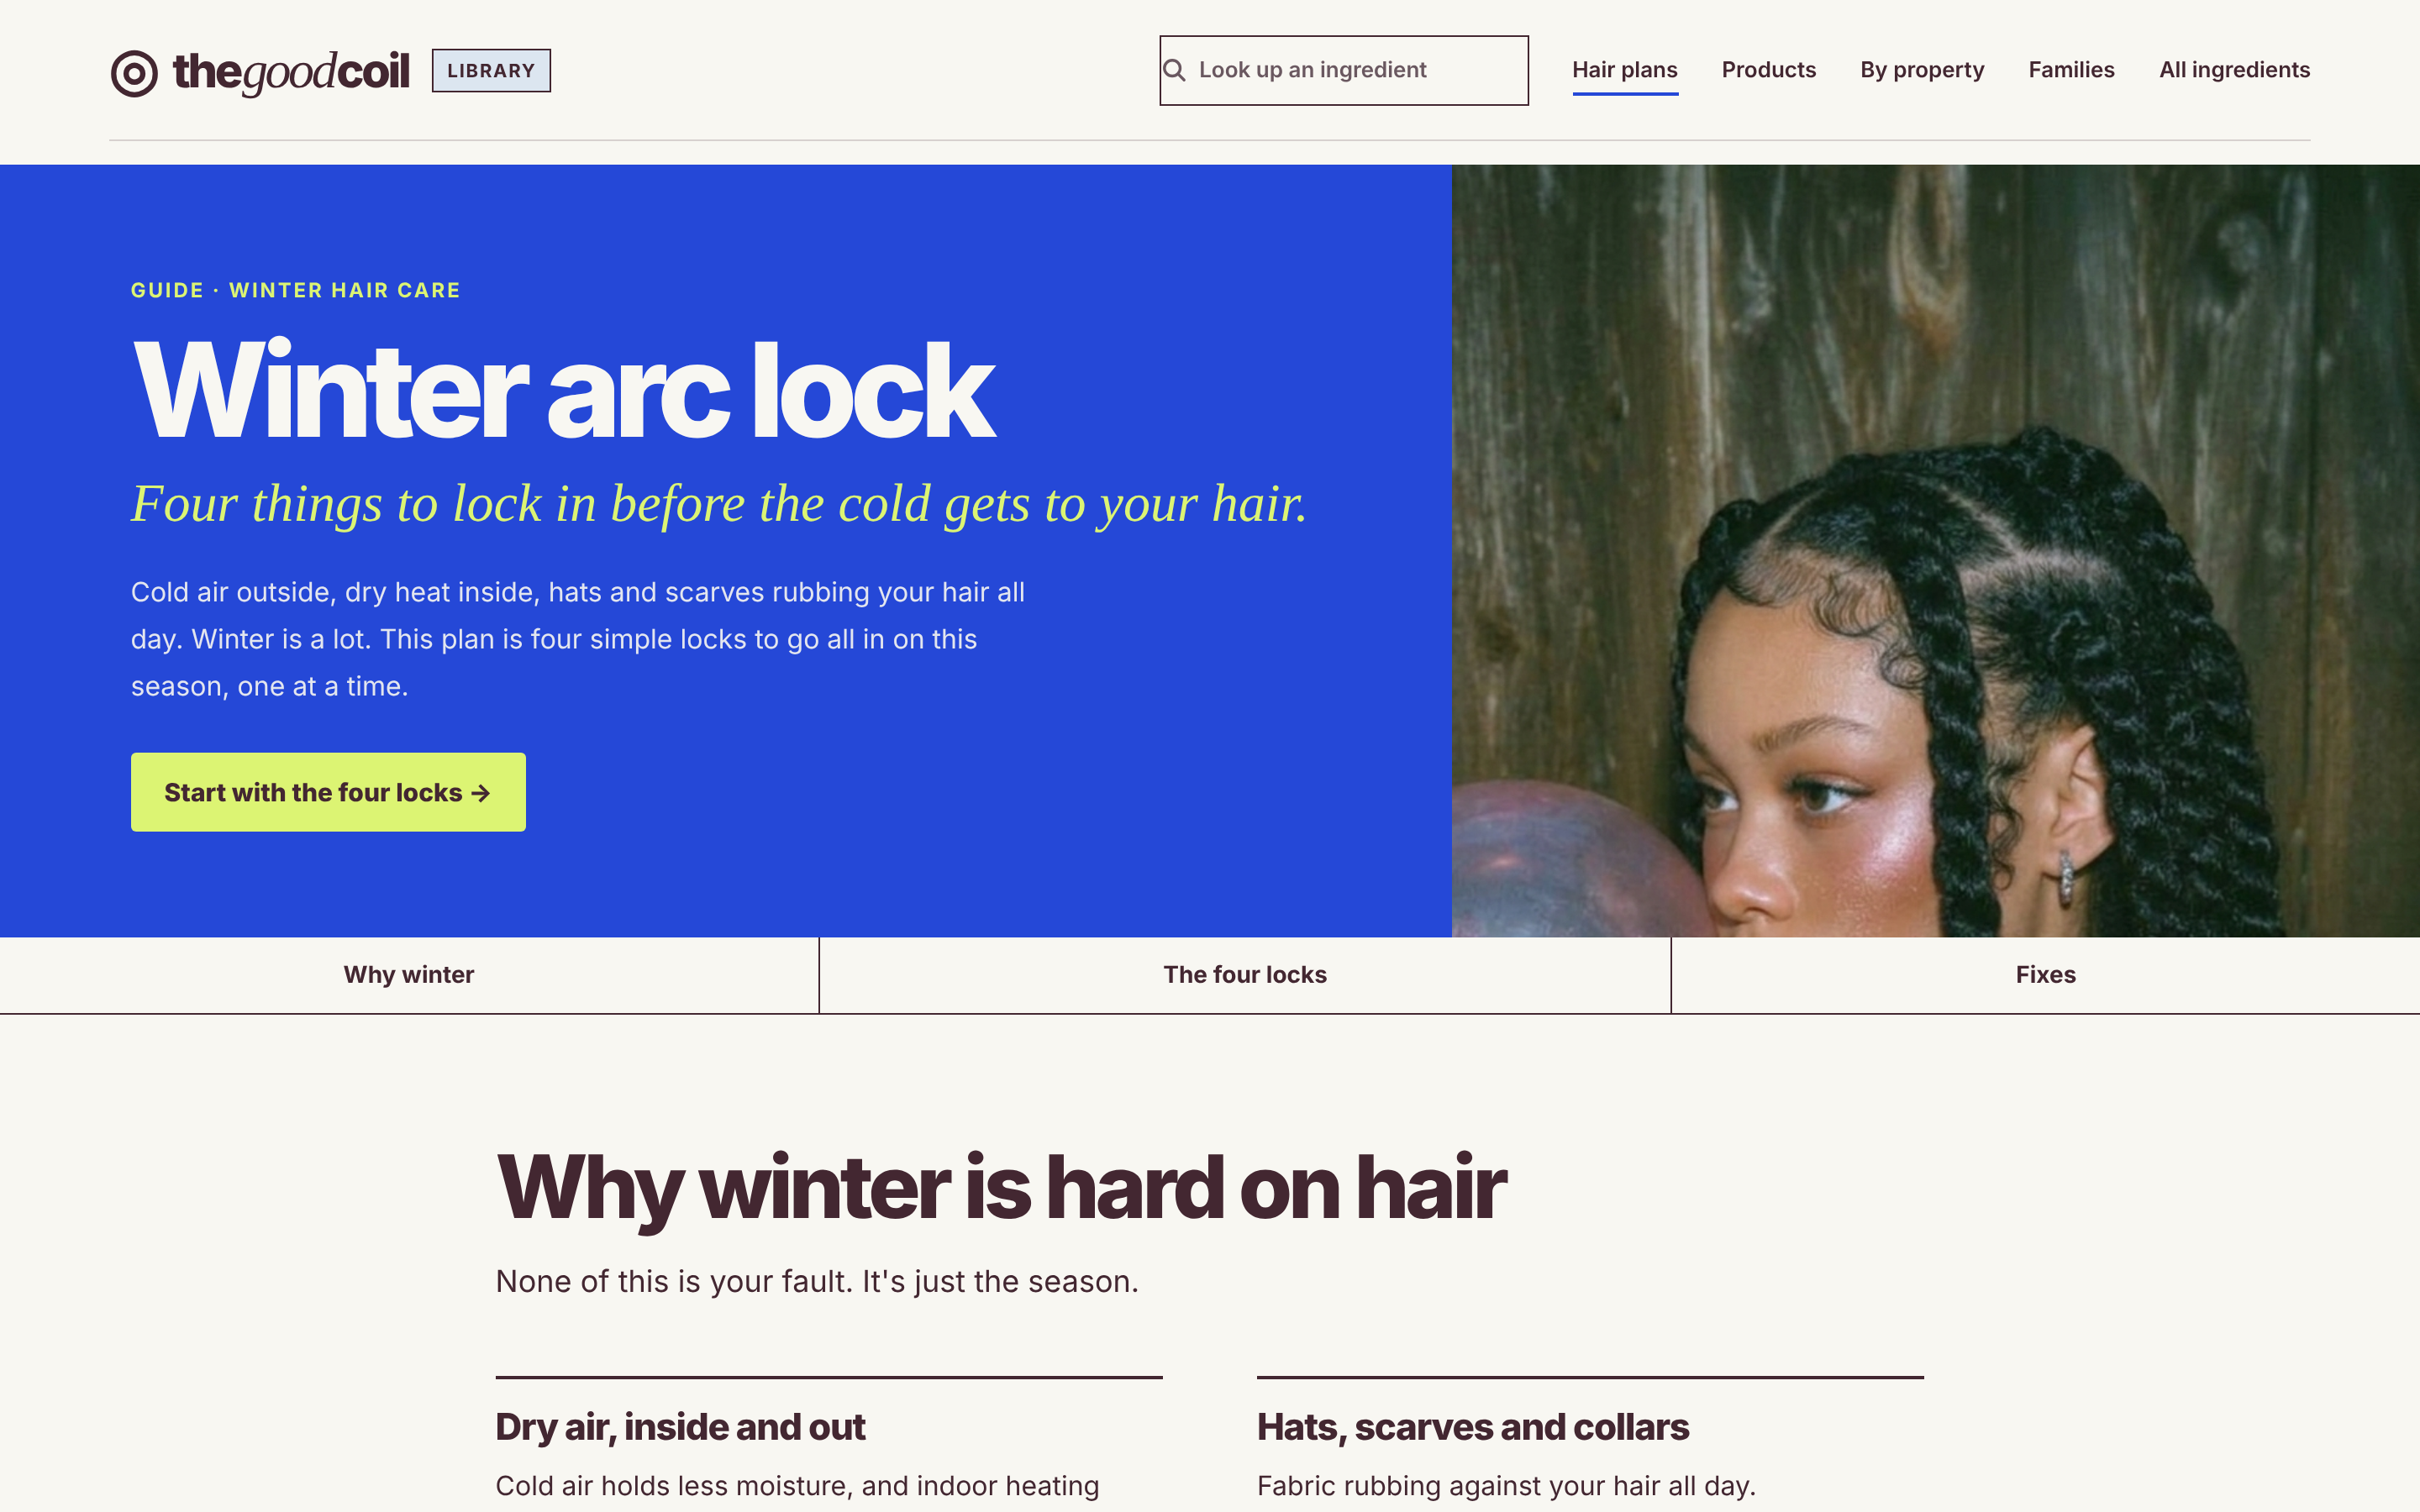 thegoodcoil LIBRARY
Look up an ingredient
Hair plans Products By property Families All ingredients
GUIDE · WINTER HAIR CARE
Winter arc lock
Four things to lock in before the cold gets to your hair.
Cold air outside, dry heat inside, hats and scarves rubbing your hair all
day. Winter is a lot. This plan is four simple locks to go all in on this
season, one at a time.
Start with the four locks →
Why winter The four locks Fixes
Why winter is hard on hair
None of this is your fault. It's just the season.
Dry air, inside and out
Cold air holds less moisture, and indoor heating
Hats, scarves and collars
Fabric rubbing against your hair all day.